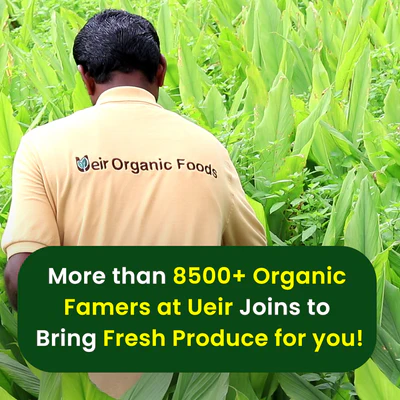 Ueir Organic Foods
More than 8500+ Organic
Famers at Ueir Joins to
Bring Fresh Produce for you!